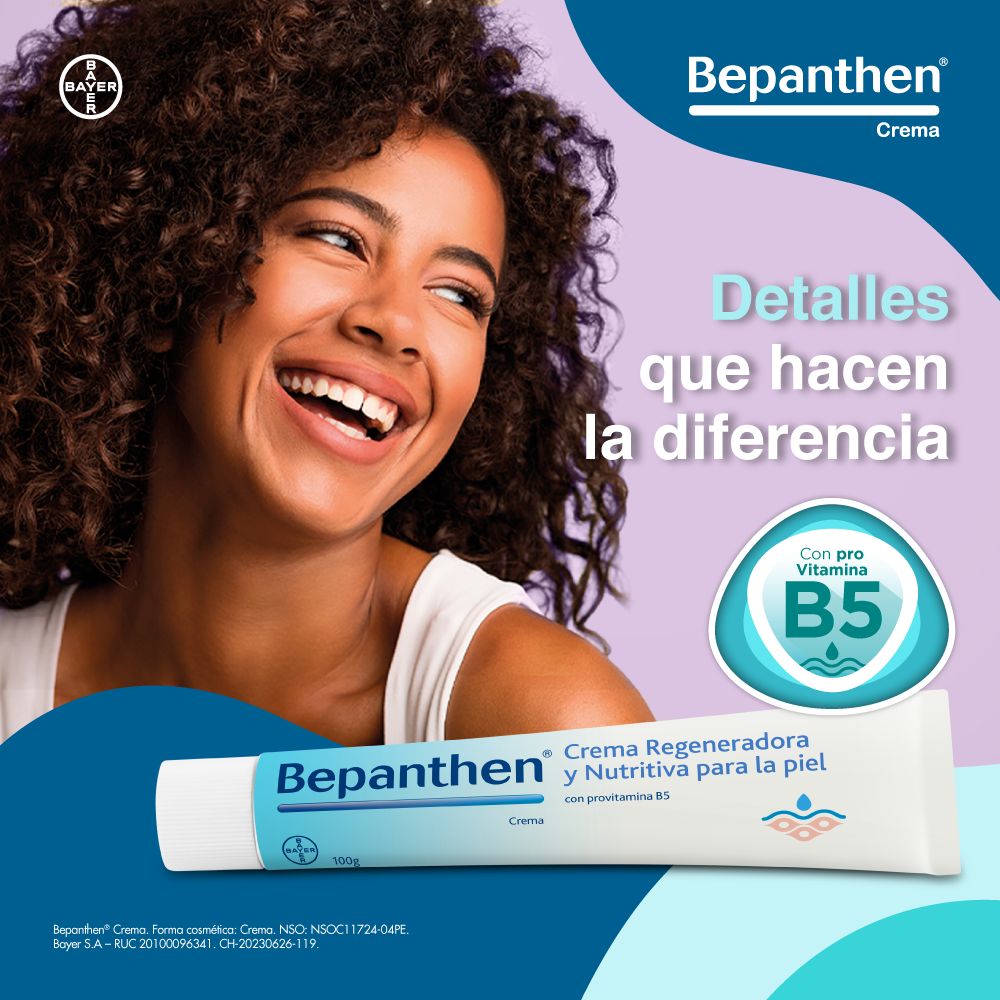 BAYER
BAYER
Bepanthen®
Crema
Detalles
que hacen
la diferencia
Con pro
Vitamina
B5
Bepanthen®
Crema Regeneradora
y Nutritiva para la piel
con provitamina B5
Crema
BAYER
BAYER
100g
Bepanthen® Crema. Forma cosmética: Crema. NSO: NSOC11724-04PE.
Bayer S.A – RUC 20100096341. CH-20230626-119.